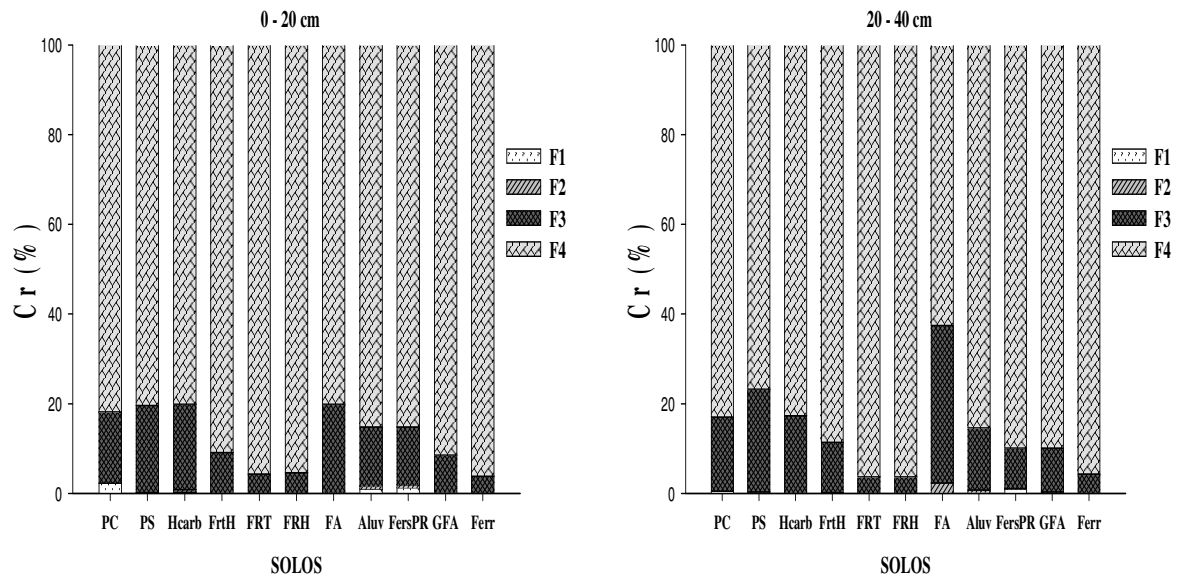 0 - 20 cm
100
80
60
40
20
0
Cr (%)
PC PS Hcarb FrtH FRT FRH FA Aluv FersPR GFA Ferr
SOLOS
F1
F2
F3
F4
20 - 40 cm
100
80
60
40
20
0
Cr (%)
PC PS Hcarb FrtH FRT FRH FA Aluv FersPR GFA Ferr
SOLOS
F1
F2
F3
F4